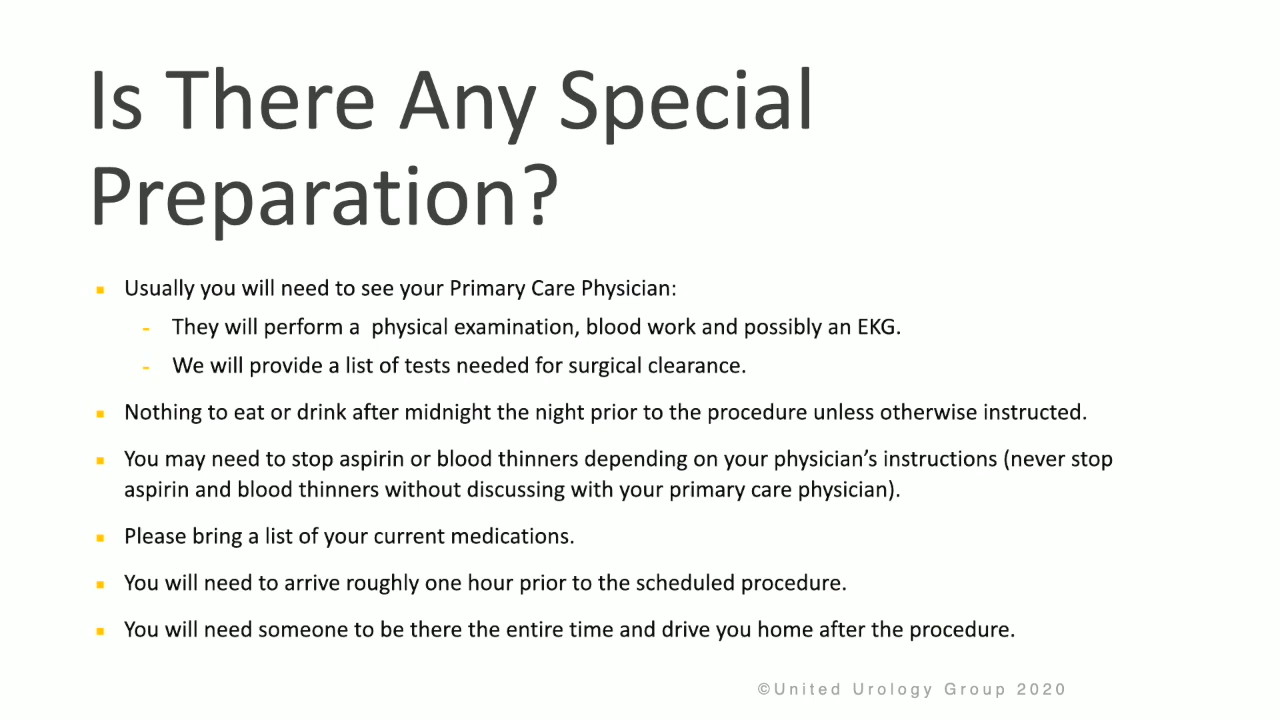 Is There Any Special
Preparation?
▪ Usually you will need to see your Primary Care Physician:
- They will perform a  physical examination, blood work and possibly an EKG.
- We will provide a list of tests needed for surgical clearance.
▪ Nothing to eat or drink after midnight the night prior to the procedure unless otherwise instructed.
▪ You may need to stop aspirin or blood thinners depending on your physician’s instructions (never stop
aspirin and blood thinners without discussing with your primary care physician).
▪ Please bring a list of your current medications.
▪ You will need to arrive roughly one hour prior to the scheduled procedure.
▪ You will need someone to be there the entire time and drive you home after the procedure.
©United Urology Group 2020